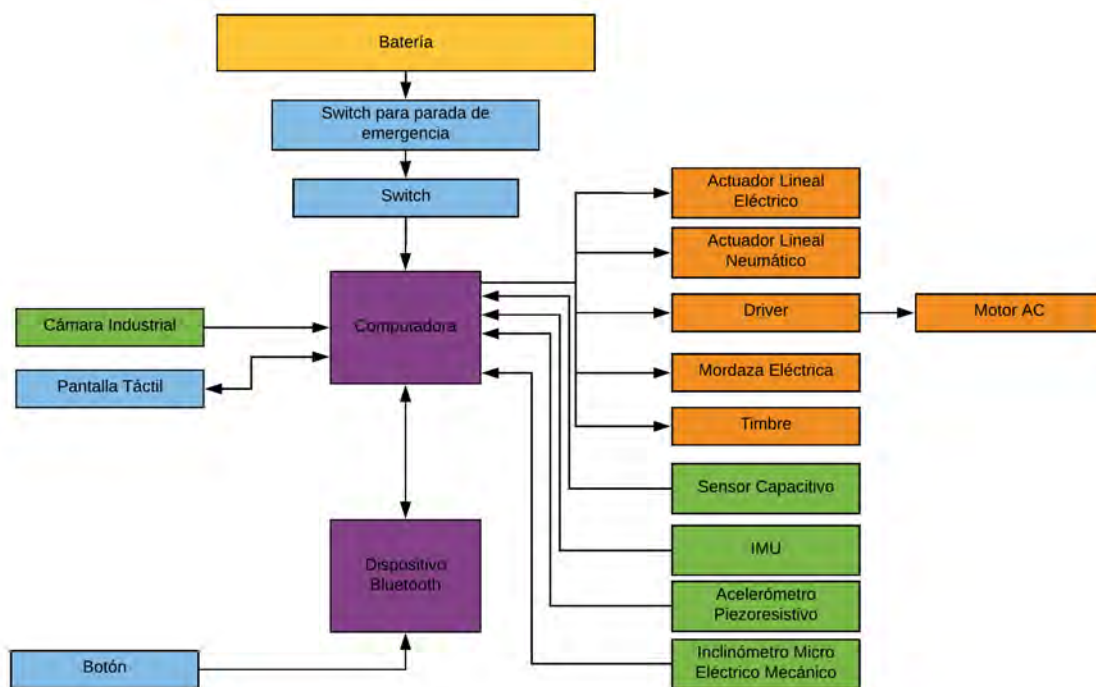 Batería
Switch para parada de
emergencia
Switch
Actuador Lineal
Eléctrico
Actuador Lineal
Neumático
Cámara Industrial
Computadora
Driver
Motor AC
Pantalla Táctil
Mordaza Eléctrica
Timbre
Sensor Capacitivo
IMU
Dispositivo
Bluetooth
Acelerómetro
Piezoresistivo
Botón
Inclinómetro Micro
Eléctrico Mecánico